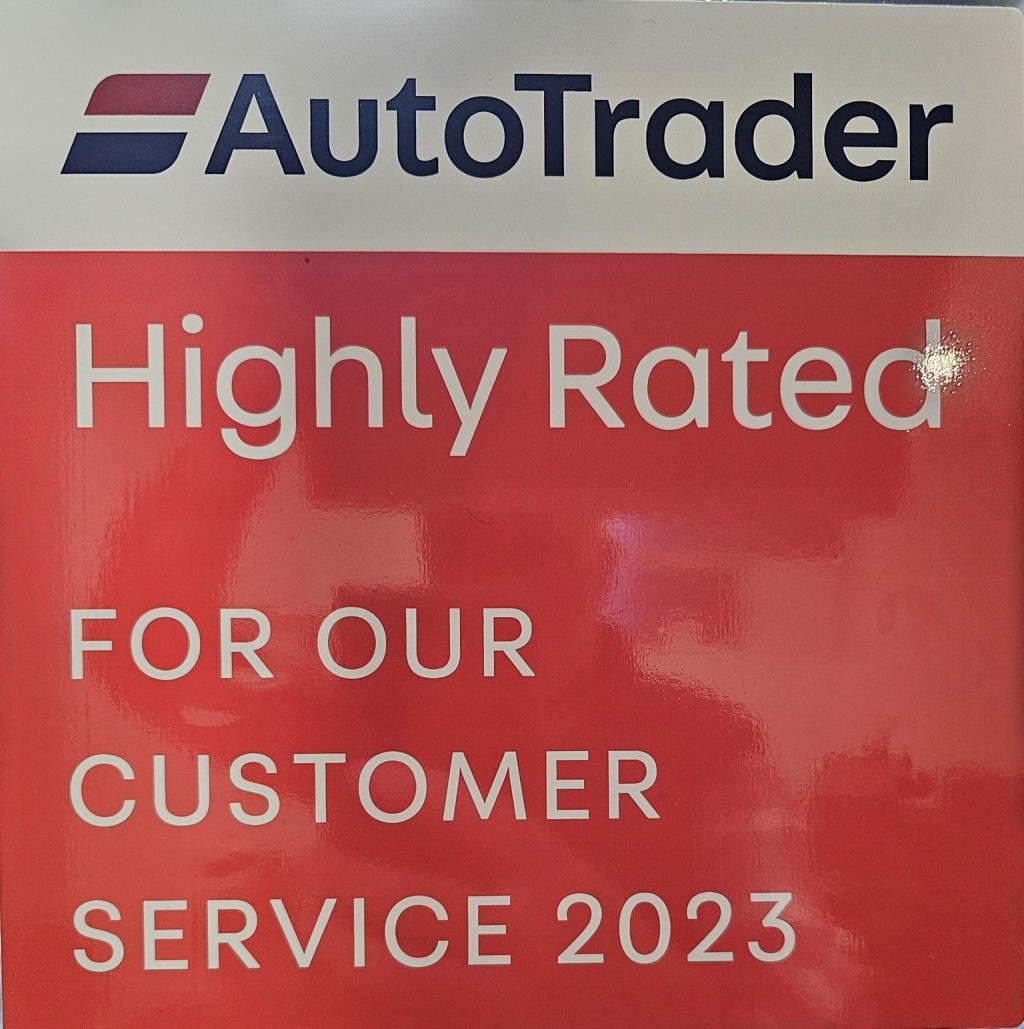 AutoTrader
Highly Rated
FOR OUR
CUSTOMER
SERVICE 2023